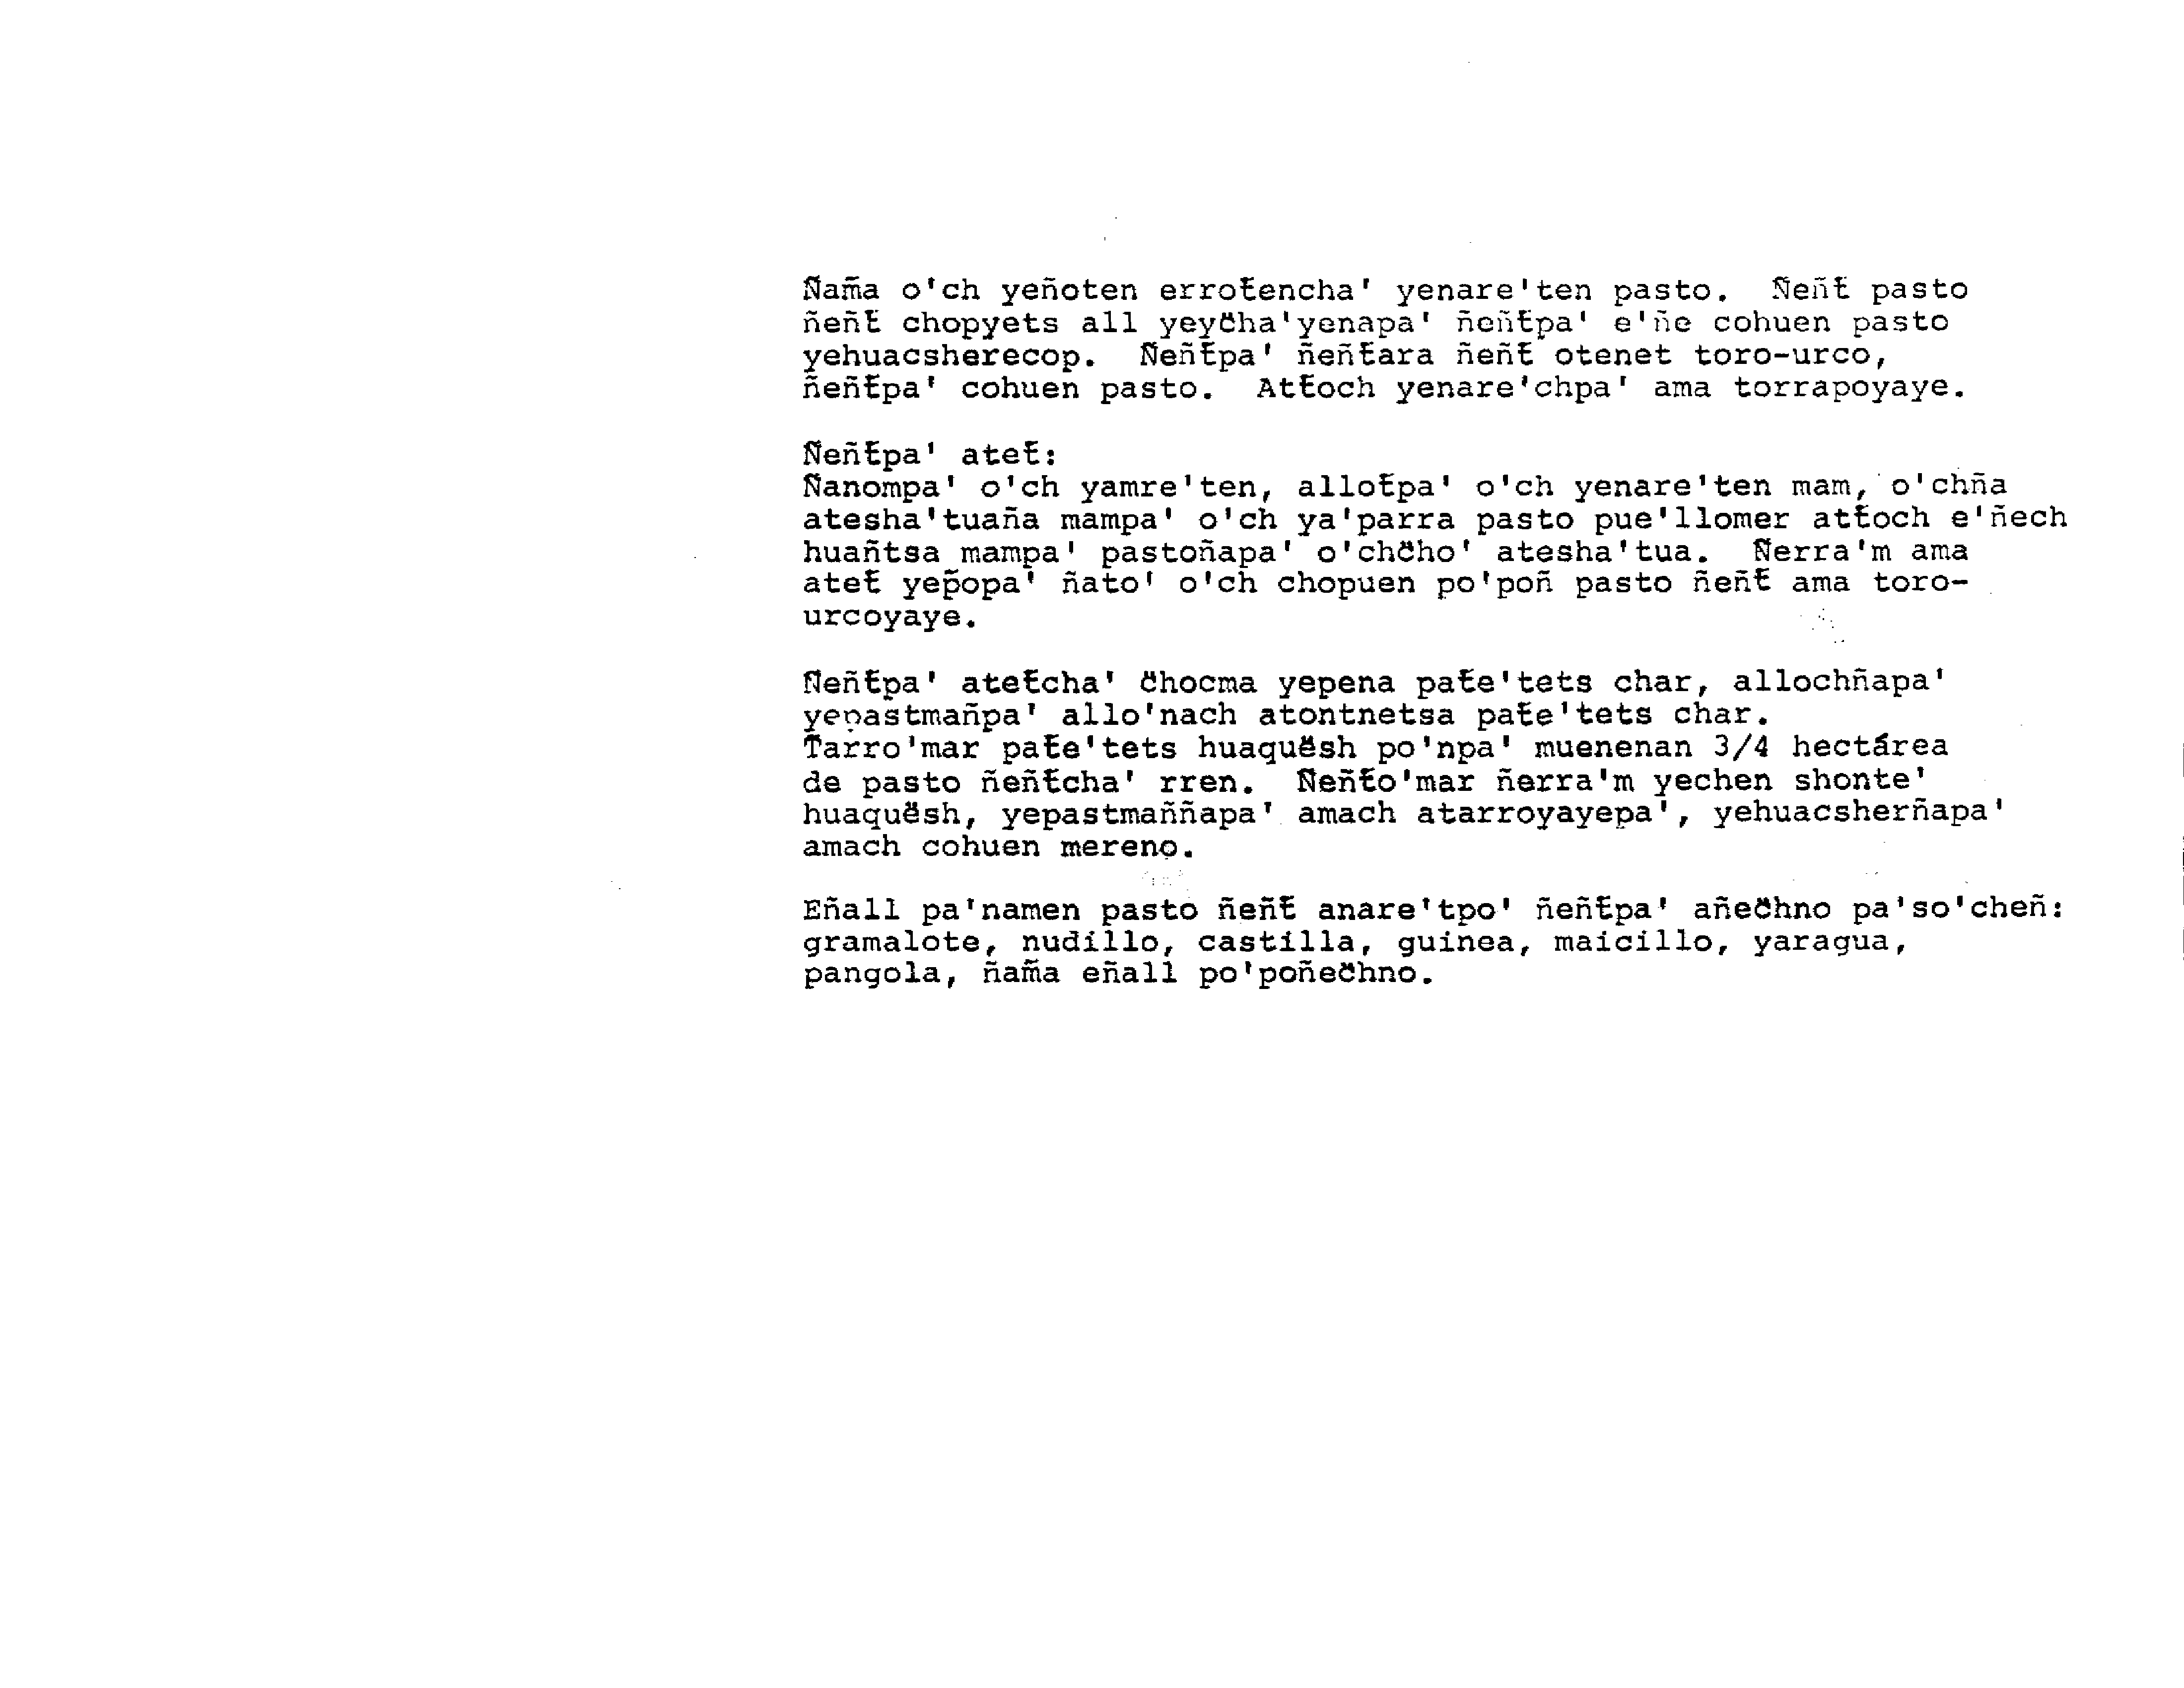 Ñam̃a o'ch yeñoten errot̃encha' yenare'ten pasto. Ñeñt̃ pasto
ñeñt̃ chopyets all yeyc̈ha'yenapa' ñeñt̃pa' e'ñe cohuen pasto
yehuacsherecop. Ñeñt̃pa' ñeñt̃ara ñeñt̃ otenet toro-urco,
ñeñt̃pa' cohuen pasto. Att̃och yenare'chpa' ama torrapoyaye.

Ñeñt̃pa' atet̃:
Ñanompa' o'ch yamre'ten, allot̃pa' o'ch yenare'ten mam, o'chña
atesha'tuaña mampa' o'ch ya'parra pasto pue'llomer att̃och e'ñech
huañtsa mampa' pastoñapa' o'chc̈ho' atesha'tua. Ñerra'm ama
atet̃ yep̃opa' ñato' o'ch chopuen po'poñ pasto ñeñt̃ ama toro-
urcoyaye.

Ñeñt̃pa' atet̃cha' c̈hocma yepena pat̃e'tets char, allochñapa'
yepastmañpa' allo'nach atontnetsa pat̃e'tets char.
T̃arro'mar pat̃e'tets huaquësh po'npa' muenenan 3/4 hectárea
de pasto ñeñt̃cha' rren. Ñeñt̃o'mar ñerra'm yechen shonte'
huaquësh, yepastmaññapa' amach atarroyayepa', yehuacsherñapa'
amach cohuen mereno.

Eñall pa'namen pasto ñeñt̃ anare'tpo' ñeñt̃pa' añec̈hno pa'so'cheñ:
gramalote, nudillo, castilla, guinea, maicillo, yaragua,
pangola, ñam̃a eñall po'poñec̈hno.